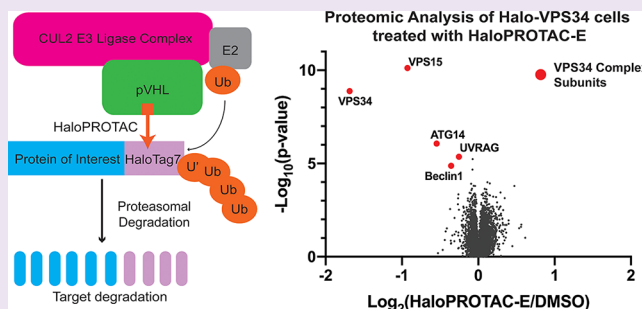 CUL2 E3 Ligase Complex
E2
Ub
pVHL
HaloPROTAC
Protein of Interest
HaloTag7
U'
Ub
Ub
Ub
Proteasomal
Degradation
Target degradation
Proteomic Analysis of Halo-VPS34 cells
treated with HaloPROTAC-E
-Log10(p-value)
15
10
5
0
VPS15
VPS34
VPS34 Complex
Subunits
ATG14
UVRAG
Beclin1
-2
-1
0
1
2
Log2(HaloPROTAC-E/DMSO)